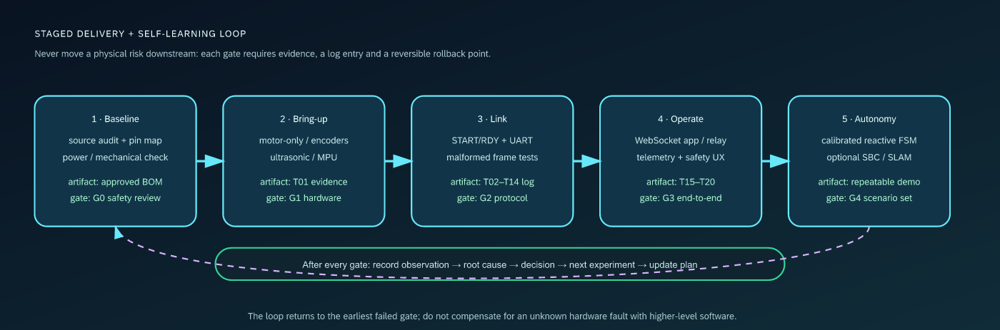 STAGED DELIVERY + SELF-LEARNING LOOP
Never move a physical risk downstream: each gate requires evidence, a log entry and a reversible rollback point.
1 · Baseline
source audit + pin map
power / mechanical check
artifact: approved BOM
gate: G0 safety review
2 · Bring-up
motor-only / encoders
ultrasonic / MPU
artifact: T01 evidence
gate: G1 hardware
3 · Link
START/RDY + UART
malformed frame tests
artifact: T02–T14 log
gate: G2 protocol
4 · Operate
WebSocket app / relay
telemetry + safety UX
artifact: T15–T20
gate: G3 end-to-end
5 · Autonomy
calibrated reactive FSM
optional SBC / SLAM
artifact: repeatable demo
gate: G4 scenario set
After every gate: record observation → root cause → decision → next experiment → update plan
The loop returns to the earliest failed gate; do not compensate for an unknown hardware fault with higher-level software.